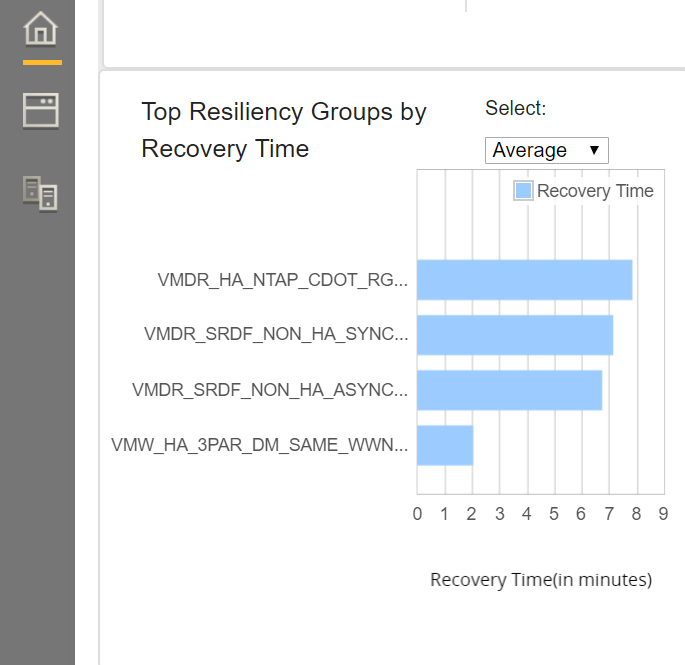 Top Resiliency Groups by
Recovery Time
Select:
Average
Recovery Time
VMDR_HA_NTAP_CDOT_RG...
VMDR_SRDF_NON_HA_SYNC...
VMDR_SRDF_NON_HA_ASYNC...
VMW_HA_3PAR_DM_SAME_WWN...
0 1 2 3 4 5 6 7 8 9
Recovery Time(in minutes)